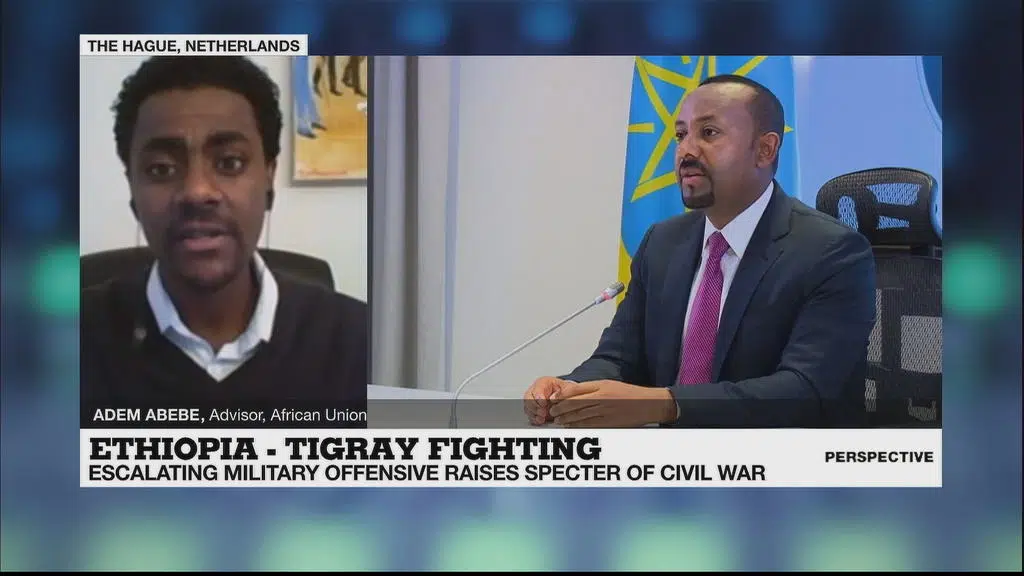 THE HAGUE, NETHERLANDS
ADEM ABEBE, Advisor, African Union
ETHIOPIA - TIGRAY FIGHTING
ESCALATING MILITARY OFFENSIVE RAISES SPECTER OF CIVIL WAR
PERSPECTIVE